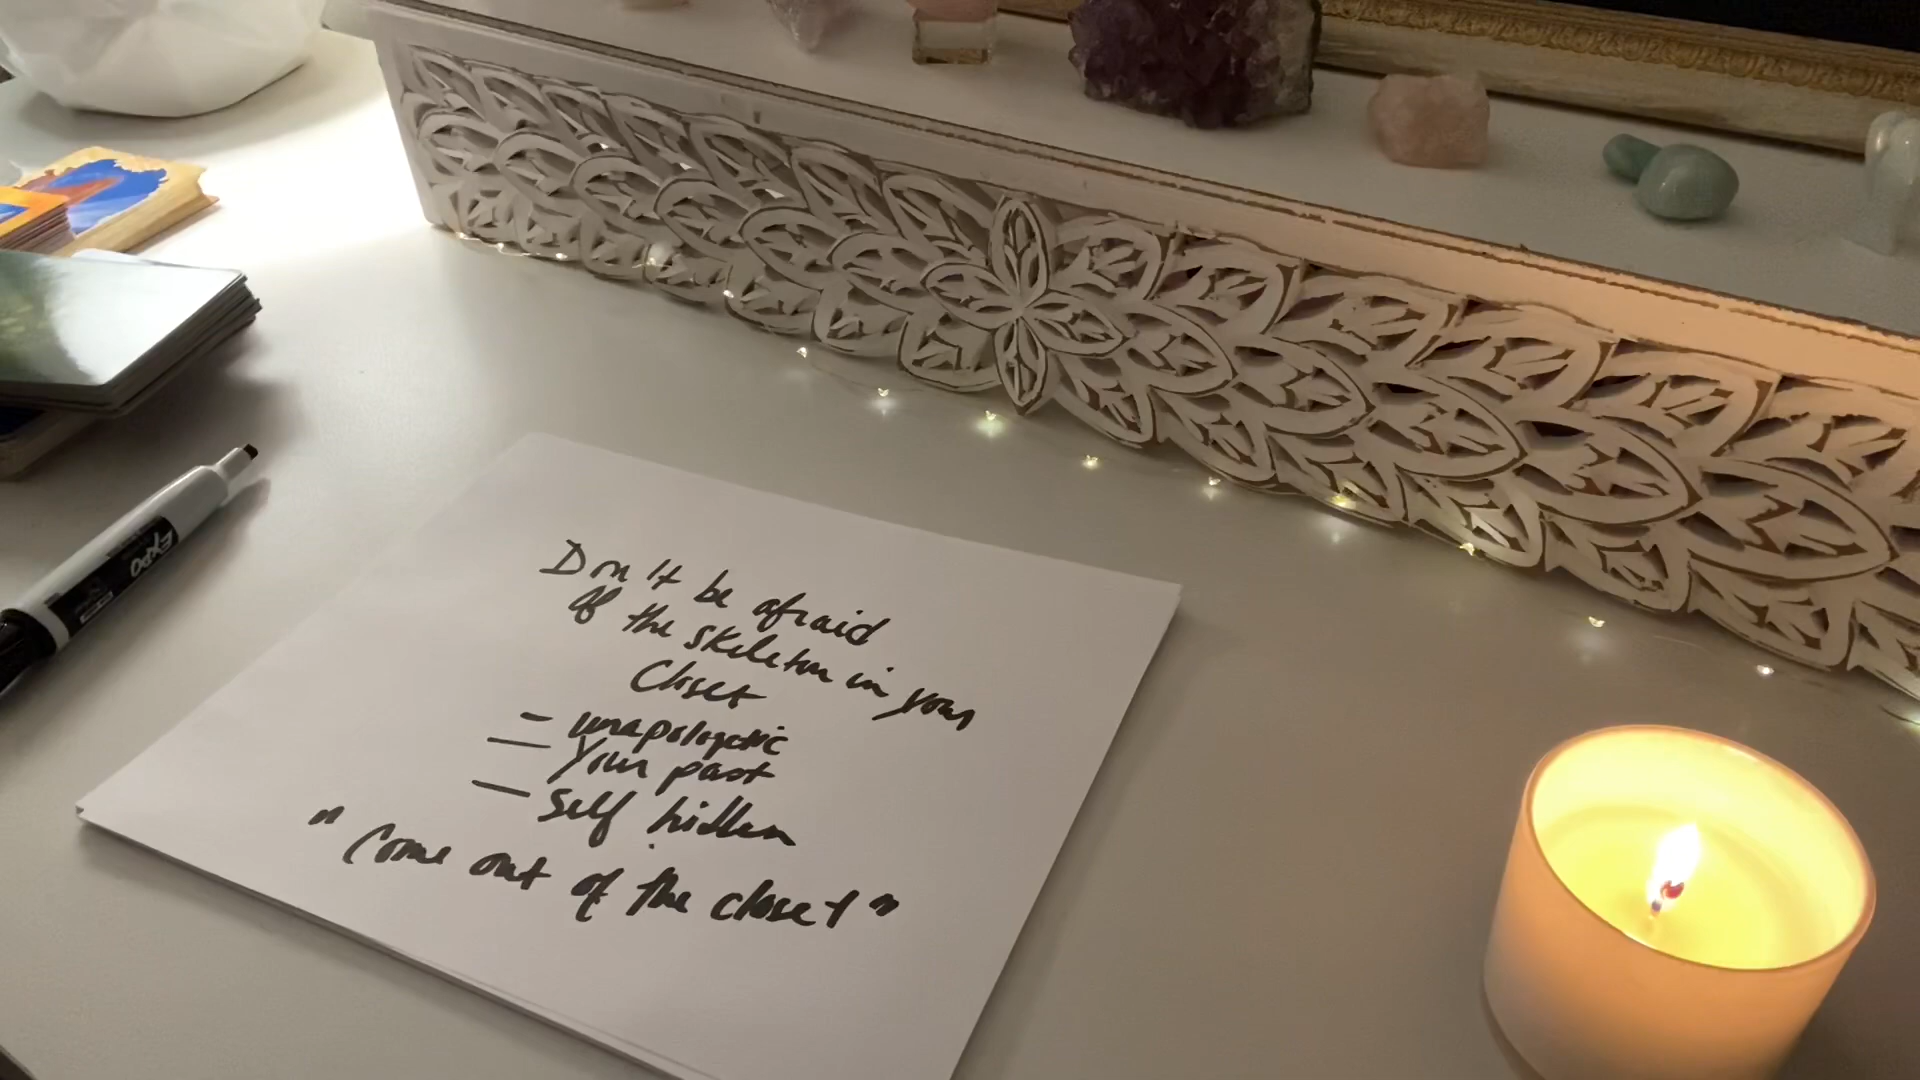 Don't be afraid
of the skeleton in your
closet
- unapologetic
- Your past
- self hidden
"Come out of the closet"
EXPO